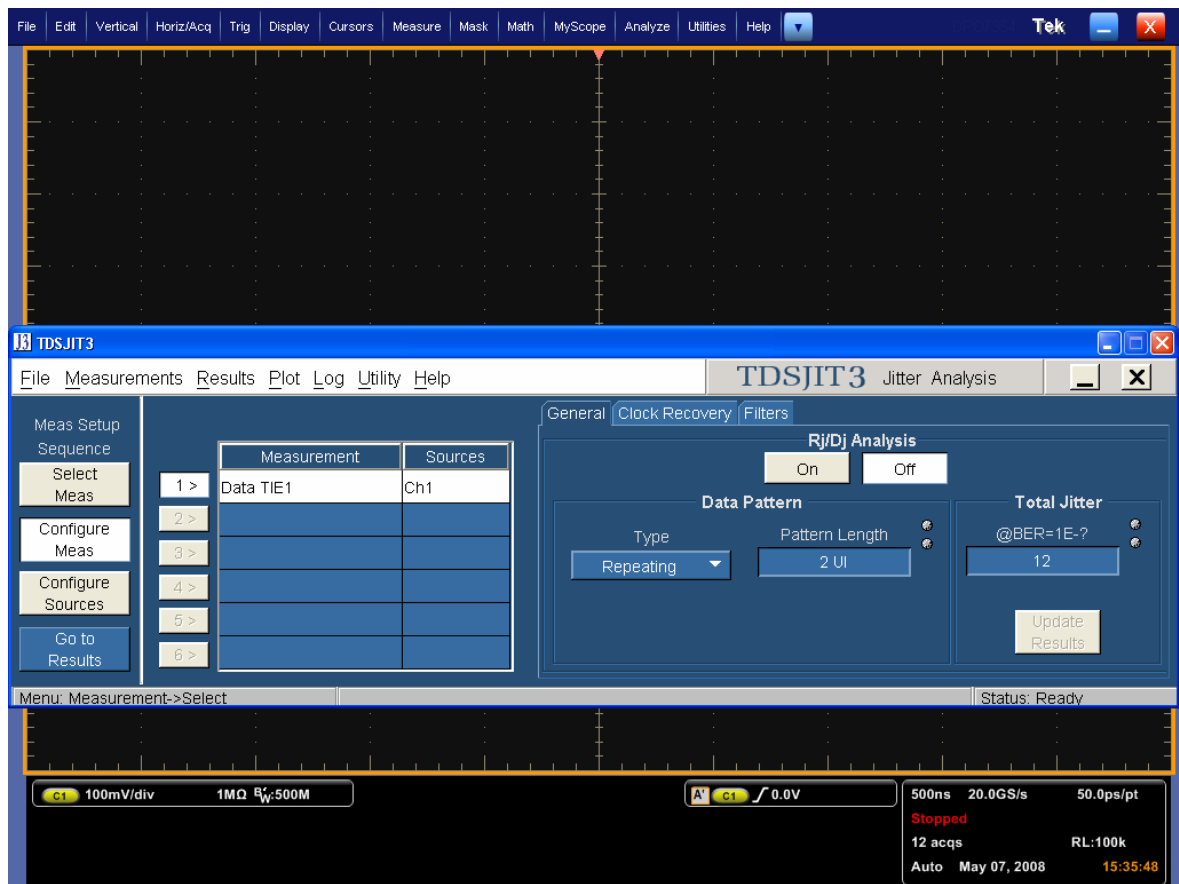 File Edit Vertical Horiz/Acq Trig Display Cursors Measure Mask Math MyScope Analyze Utilities Help Tek X
J3 TDSJIT3
File Measurements Results Plot Log Utility Help TDSJIT3 Jitter Analysis
Meas Setup
Sequence
Select
Meas
Configure
Meas
Configure
Sources
Go to
Results
Measurement Sources
1 > Data TIE1 Ch1
2 >
3 >
4 >
5 >
6 >
General Clock Recovery Filters
Rj/Dj Analysis
On Off
Data Pattern
Type Pattern Length
Repeating 2 UI
Total Jitter
@BER=1E-?
12
Update
Results
Menu: Measurement->Select Status: Ready
C1 100mV/div 1MΩ BW:500M
A' C1 0.0V
500ns 20.0GS/s 50.0ps/pt
Stopped
12 acqs RL:100k
Auto May 07, 2008 15:35:48